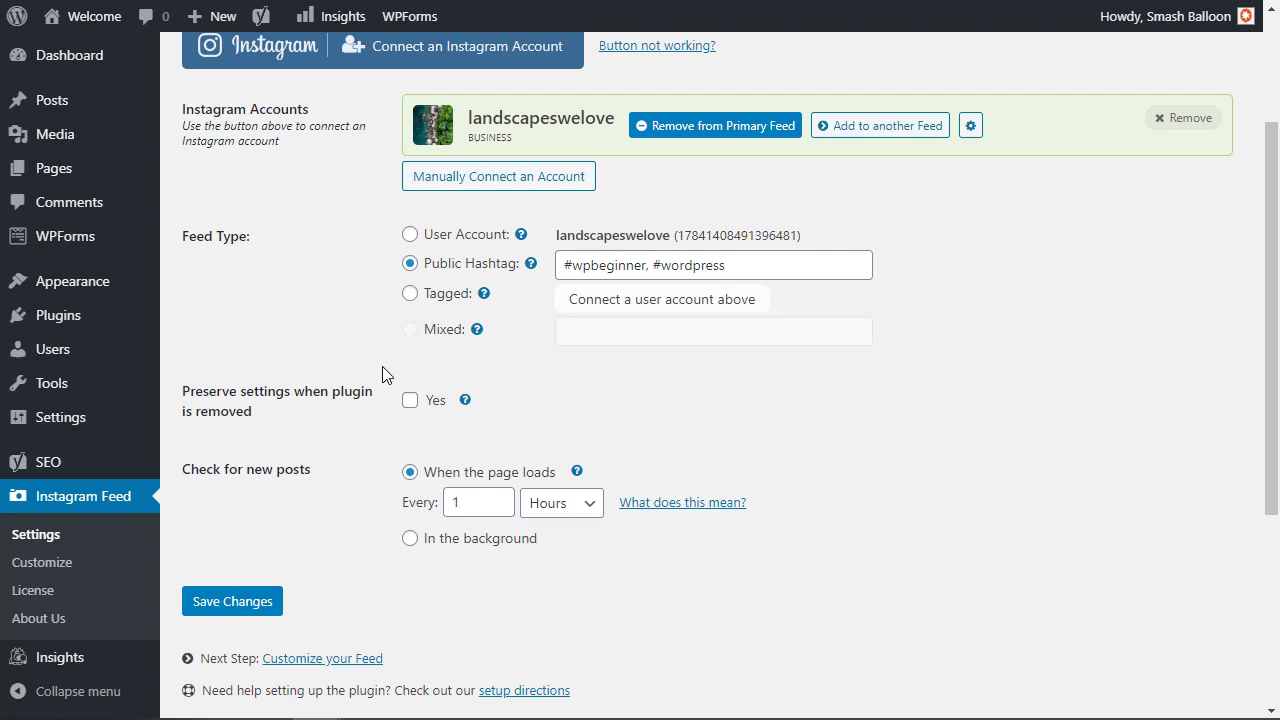 Welcome
0
New
Insights
WPForms
Howdy, Smash Balloon
Dashboard
Posts
Media
Pages
Comments
WPForms
Appearance
Plugins
Users
Tools
Settings
SEO
Instagram Feed
Settings
Customize
License
About Us
Insights
Collapse menu
Instagram
Connect an Instagram Account
Button not working?
Instagram Accounts
Use the button above to connect an
Instagram account
landscapeswelove
BUSINESS
Remove from Primary Feed
Add to another Feed
Remove
Manually Connect an Account
Feed Type:
User Account:
landscapeswelove (17841408491396481)
Public Hashtag:
#wpbeginner, #wordpress
Tagged:
Connect a user account above
Mixed:
Preserve settings when plugin
is removed
Yes
Check for new posts
When the page loads
Every: 1 Hours What does this mean?
In the background
Save Changes
Next Step: Customize your Feed
Need help setting up the plugin? Check out our setup directions